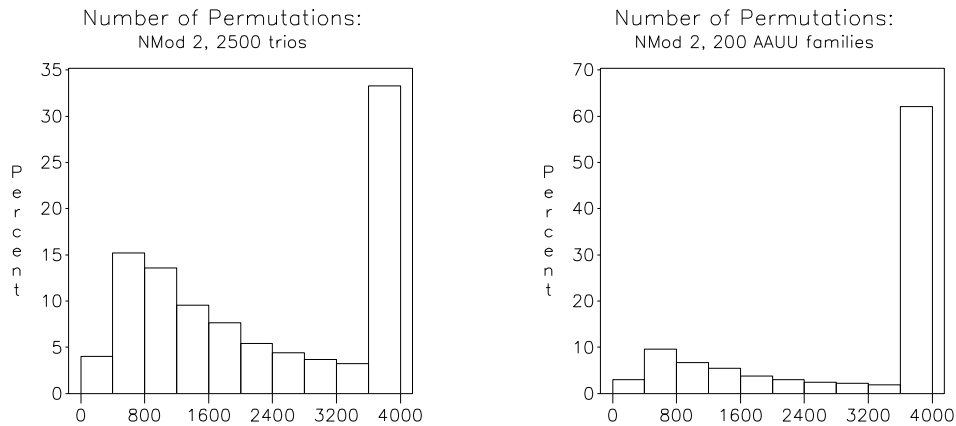 Number of Permutations:
NMod 2, 2500 trios
35
30
25
20
15
10
5
0
Percent
0 800 1600 2400 3200 4000
Number of Permutations:
NMod 2, 200 AAUU families
70
60
50
40
30
20
10
0
Percent
0 800 1600 2400 3200 4000